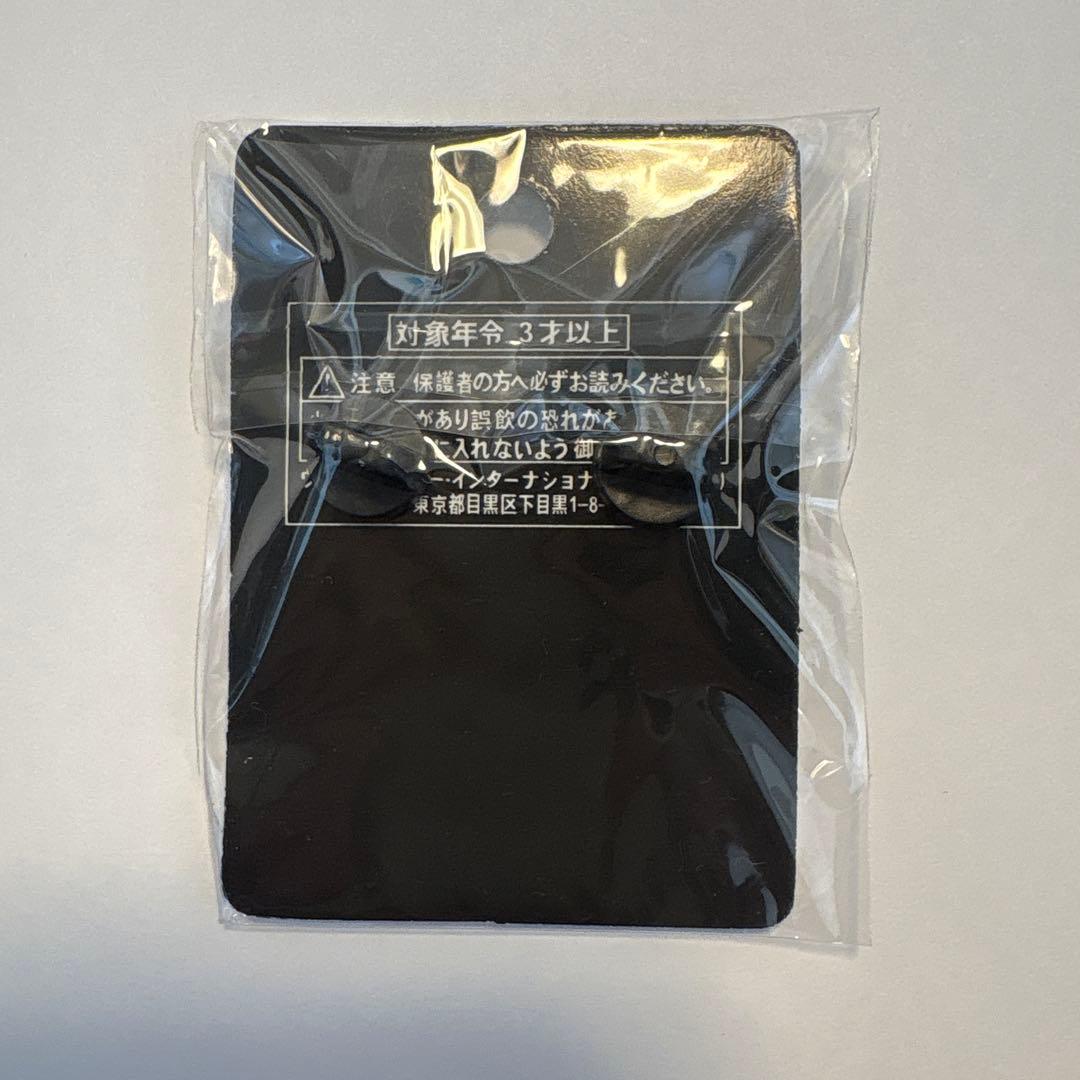 対象年令 3才以上
注意 保護者の方へ必ずお読みください。
があり誤飲の恐れがあ
に入れないよう御
ー・インターナショナ
東京都目黒区下目黒1-8-